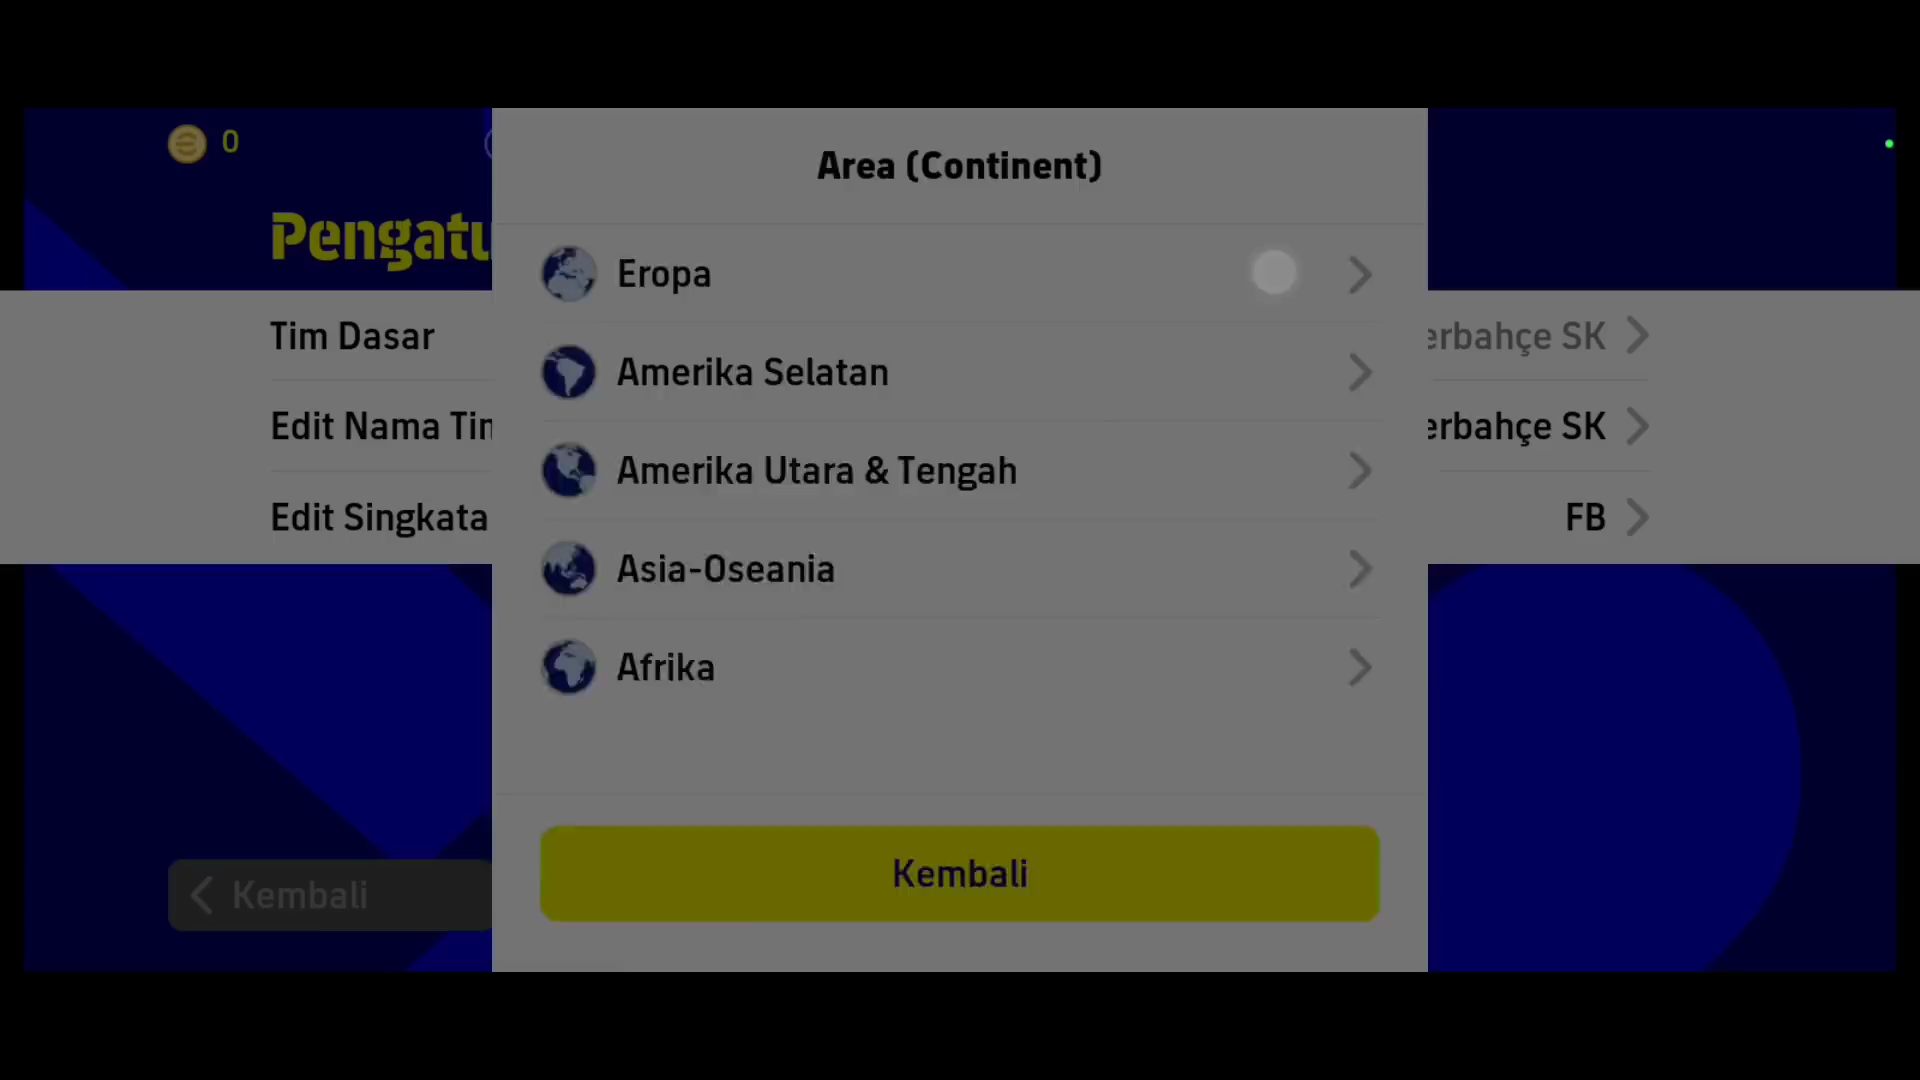 0
Area (Continent)
Pengatu
Eropa
Tim Dasar
erbahçe SK
Amerika Selatan
Edit Nama Tim
erbahçe SK
Amerika Utara & Tengah
Edit Singkata
FB
Asia-Oseania
Afrika
Kembali
Kembali